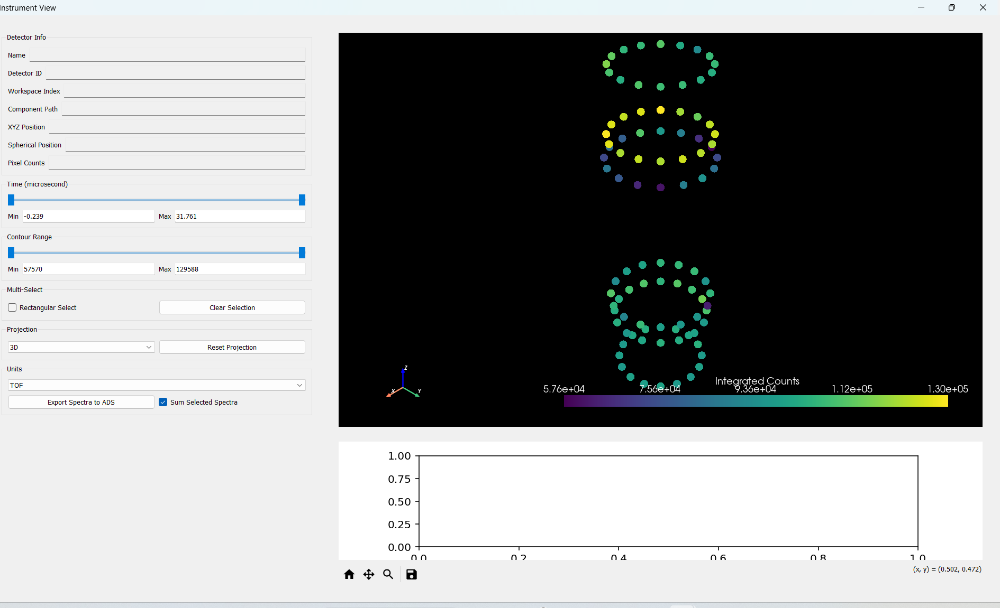 Instrument View
Detector Info
Name
Detector ID
Workspace Index
Component Path
XYZ Position
Spherical Position
Pixel Counts
Time (microsecond)
Min -0.239 Max 31.761
Contour Range
Min 57570 Max 129588
Multi-Select
Rectangular Select Clear Selection
Projection
3D Reset Projection
Units
TOF
Export Spectra to ADS Sum Selected Spectra
Z
X Y
Integrated Counts
5.76e+04 7.56e+04 9.36e+04 1.12e+05 1.30e+05
1.00
0.75
0.50
0.25
0.00
0.0 0.2 0.4 0.6 0.8 1.0
(x, y) = (0.502, 0.472)